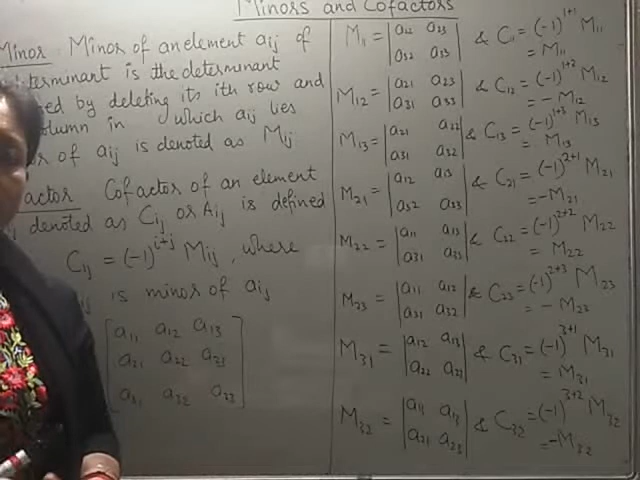 Minors and Cofactors
Minor Minor of an element aij of
determinant is the determinant
by deleting its ith row and
column in which aij lies
of aij is denoted as Mij
Cofactor of an element
denoted as Cij or Aij is defined
Cij = (-1)^i+j Mij, where
is minor of aij
[a11 a12 a13
a21 a22 a23
a31 a32 a33]
M11 = |a22 a23 & C11 = (-1)^1+1 M11
a32 a33| = M11
M12 = |a21 a23 & C12 = (-1)^1+2 M12
a31 a33| = -M12
M13 = |a21 a22 & C13 = (-1)^1+3 M13
a31 a32| = M13
M21 = |a12 a13 & C21 = (-1)^2+1 M21
a32 a33| = -M21
M22 = |a11 a13 & C22 = (-1)^2+2 M22
a31 a33| = M22
M23 = |a11 a12 & C23 = (-1)^2+3 M23
a31 a32| = -M23
M31 = |a12 a13 & C31 = (-1)^3+1 M31
a22 a23| = M31
M32 = |a11 a13 & C32 = (-1)^3+2 M32
a21 a23| = -M32